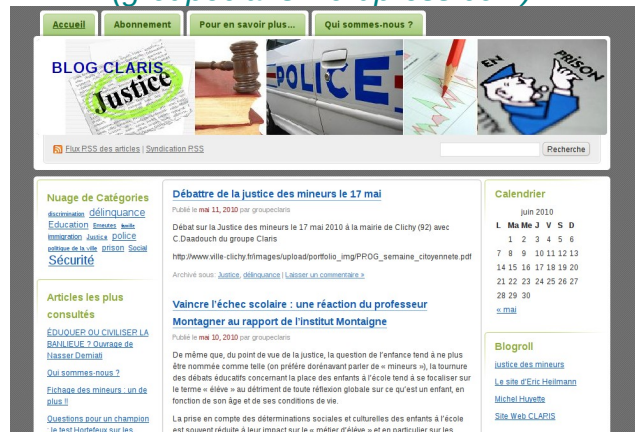 Accueil
Abonnement
Pour en savoir plus...
Qui sommes-nous ?
BLOG CLARIS
Justice
POLICE
EN
PRISON
Flux RSS des articles | Syndication RSS
Recherche
Nuage de Catégories
discrimination délinquance
Education Emeutes famille
immigration Justice police
politique de la ville prison Social
Sécurité
Articles les plus
consultés
ÉDUQUER OU CIVILISER LA
BANLIEUE ? Ouvrage de
Nasser Demiati
Qui sommes-nous ?
Fichage des mineurs : un de
plus !!
Questions pour un champion
: le test Hortefeux sur les
Débattre de la justice des mineurs le 17 mai
Publié le mai 11, 2010 par groupeclaris
Débat sur la Justice des mineurs le 17 mai 2010 à la mairie de Clichy (92) avec
C.Daadouch du groupe Claris
http://www.ville-clichy.fr/images/upload/portfolio_img/PROG_semaine_citoyennete.pdf
Archivé sous: Justice, délinquance | Laisser un commentaire »
Vaincre l'échec scolaire : une réaction du professeur
Montagner au rapport de l'institut Montaigne
Publié le mai 10, 2010 par groupeclaris
De même que, du point de vue de la justice, la question de l'enfance tend à ne plus
être nommée comme telle (on préfère dorénavant parler de « mineurs »), la tournure
des débats éducatifs concernant la place des enfants à l'école tend à se focaliser sur
le terme « élève » au détriment de toute réflexion globale sur ce qu'est un enfant, en
fonction de son âge et de ses conditions de vie.
La prise en compte des déterminations sociales et culturelles des enfants à l'école
est souvent réduite à leur impact sur le « métier d'élève » et en particulier sur les
Calendrier
juin 2010
L Ma Me J V S D
1 2 3 4 5 6
7 8 9 10 11 12 13
14 15 16 17 18 19 20
21 22 23 24 25 26 27
28 29 30
« mai
Blogroll
justice des mineurs
Le site d'Eric Heilmann
Michel Huyette
Site Web CLAPIS